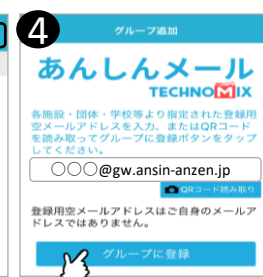 ❹
グループ追加
あんしんメール
TECHNOMIX
各施設・団体・学校等より指定された登録用
空メールアドレスを入力、またはQRコード
を読み取ってグループに登録ボタンをタップ
してください。
○○○@gw.ansin-anzen.jp
QRコード読み取り
登録用空メールアドレスはご自身のメールア
ドレスではありません。
グループに登録